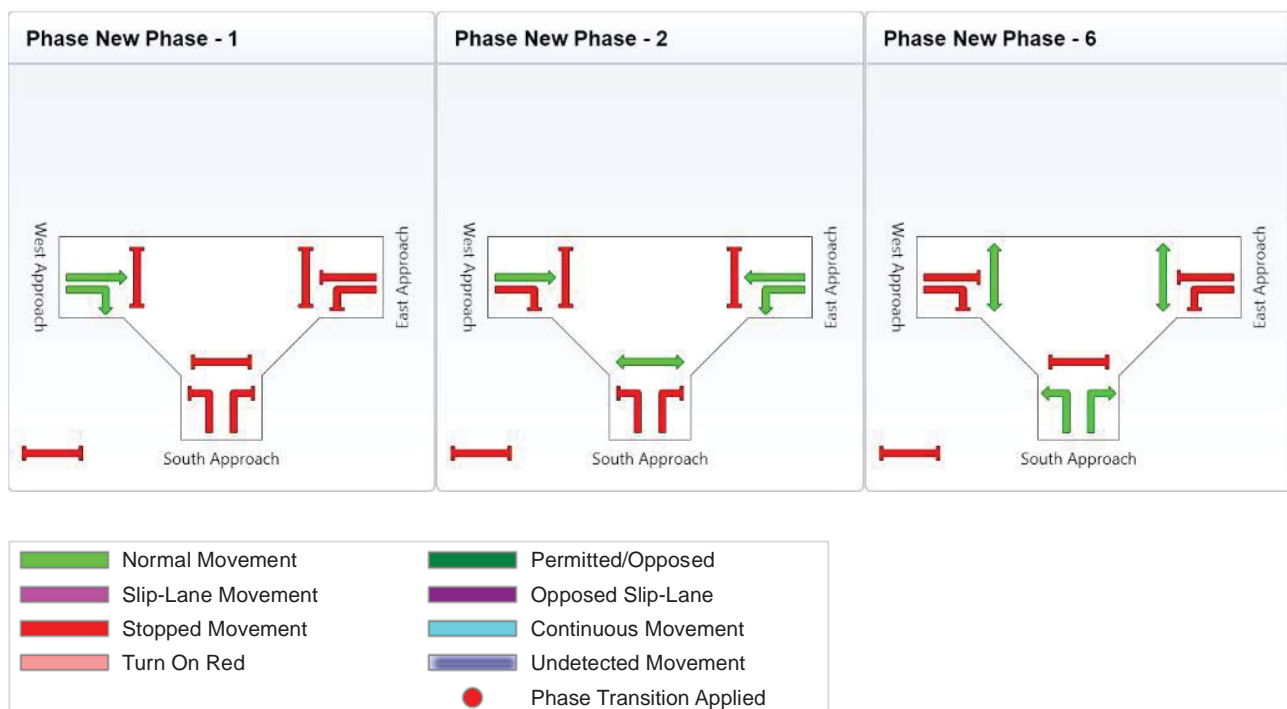 Phase New Phase - 1
West Approach
East Approach
South Approach
Phase New Phase - 2
West Approach
East Approach
South Approach
Phase New Phase - 6
West Approach
East Approach
South Approach
Normal Movement
Permitted/Opposed
Slip-Lane Movement
Opposed Slip-Lane
Stopped Movement
Continuous Movement
Turn On Red
Undetected Movement
Phase Transition Applied